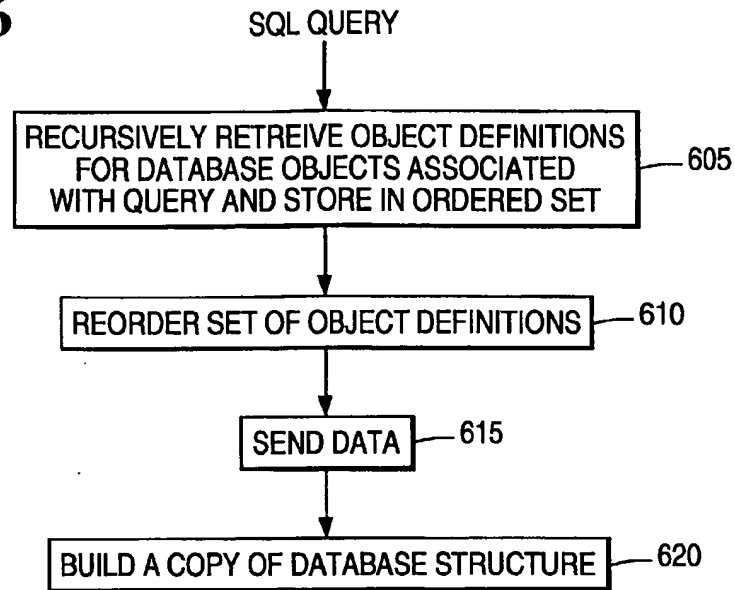 SQL QUERY
RECURSIVELY RETREIVE OBJECT DEFINITIONS
FOR DATABASE OBJECTS ASSOCIATED
WITH QUERY AND STORE IN ORDERED SET
605
REORDER SET OF OBJECT DEFINITIONS
610
SEND DATA
615
BUILD A COPY OF DATABASE STRUCTURE
620